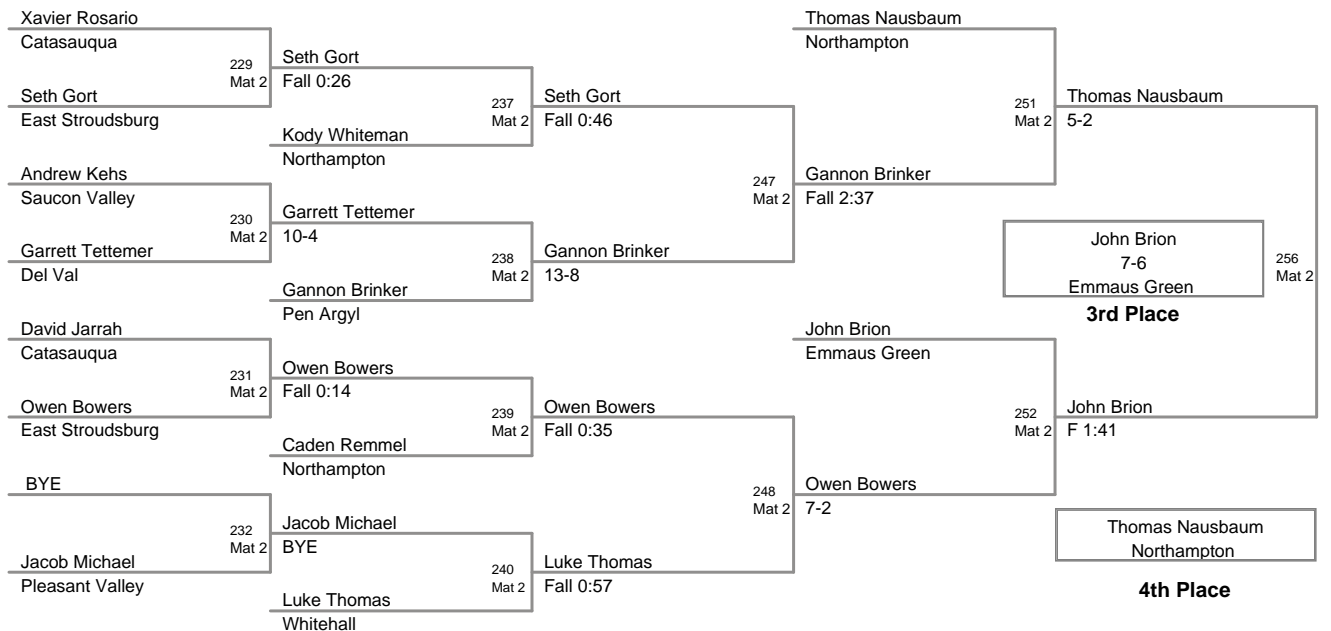 Xavier Rosario
Catasauqua
229
Mat 2
Seth Gort
East Stroudsburg
Seth Gort
Fall 0:26
237
Mat 2
Kody Whiteman
Northampton
Seth Gort
Fall 0:46
Andrew Kehs
Saucon Valley
230
Mat 2
Garrett Tettemer
Del Val
Garrett Tettemer
10-4
238
Mat 2
Gannon Brinker
Pen Argyl
Gannon Brinker
13-8
247
Mat 2
Thomas Nausbaum
Northampton
Gannon Brinker
Fall 2:37
251
Mat 2
Thomas Nausbaum
5-2
David Jarrah
Catasauqua
231
Mat 2
Owen Bowers
East Stroudsburg
Owen Bowers
Fall 0:14
239
Mat 2
Caden Remmel
Northampton
Owen Bowers
Fall 0:35
BYE
232
Mat 2
Jacob Michael
Pleasant Valley
Jacob Michael
BYE
240
Mat 2
Luke Thomas
Whitehall
Luke Thomas
Fall 0:57
248
Mat 2
John Brion
Emmaus Green
Owen Bowers
7-2
252
Mat 2
John Brion
F 1:41
256
Mat 2
John Brion
7-6
Emmaus Green
3rd Place
Thomas Nausbaum
Northampton
4th Place